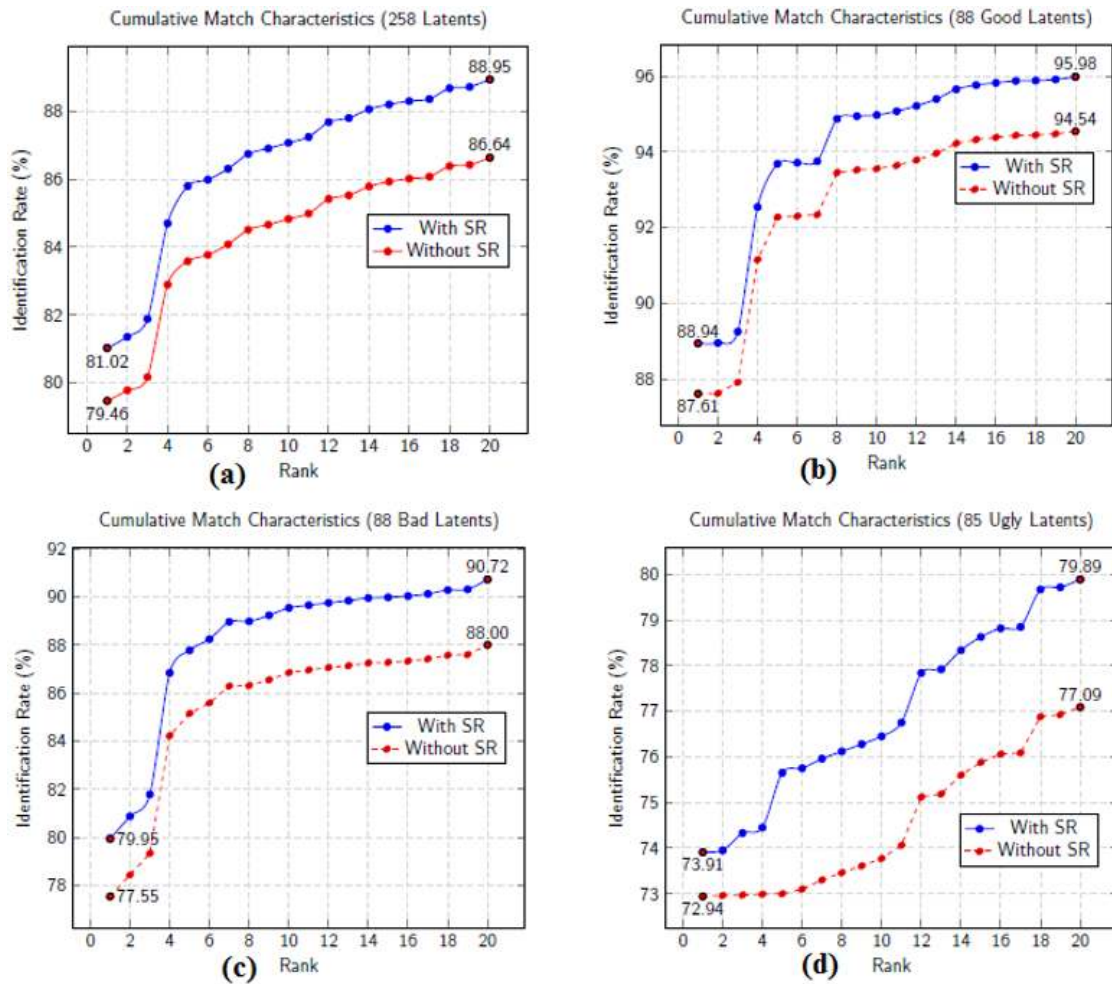 Cumulative Match Characteristics (258 Latents)
Identification Rate (%)
88
86
84
82
80
88.95
86.64
81.02
79.46
With SR
Without SR
0 2 4 6 8 10 12 14 16 18 20
Rank
(a)
Cumulative Match Characteristics (88 Good Latents)
Identification Rate (%)
96
94
92
90
88
95.98
94.54
88.94
87.61
With SR
Without SR
0 2 4 6 8 10 12 14 16 18 20
Rank
(b)
Cumulative Match Characteristics (88 Bad Latents)
Identification Rate (%)
92
90
88
86
84
82
80
78
90.72
88.00
79.95
77.55
With SR
Without SR
0 2 4 6 8 10 12 14 16 18 20
Rank
(c)
Cumulative Match Characteristics (85 Ugly Latents)
Identification Rate (%)
80
79
78
77
76
75
74
73
79.89
77.09
73.91
72.94
With SR
Without SR
0 2 4 6 8 10 12 14 16 18 20
Rank
(d)